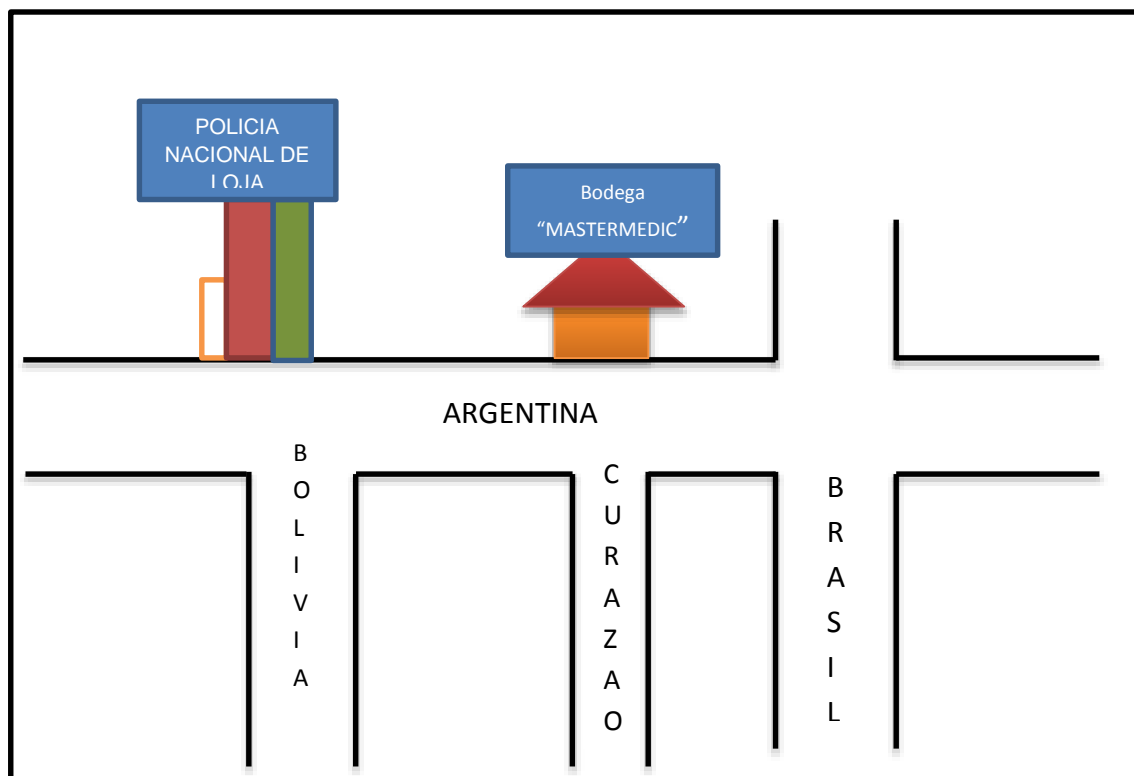 POLICIA
NACIONAL DE
LOJA
Bodega
“MASTERMEDIC”
ARGENTINA
BOLIVIA
CURAZAO
BRASIL